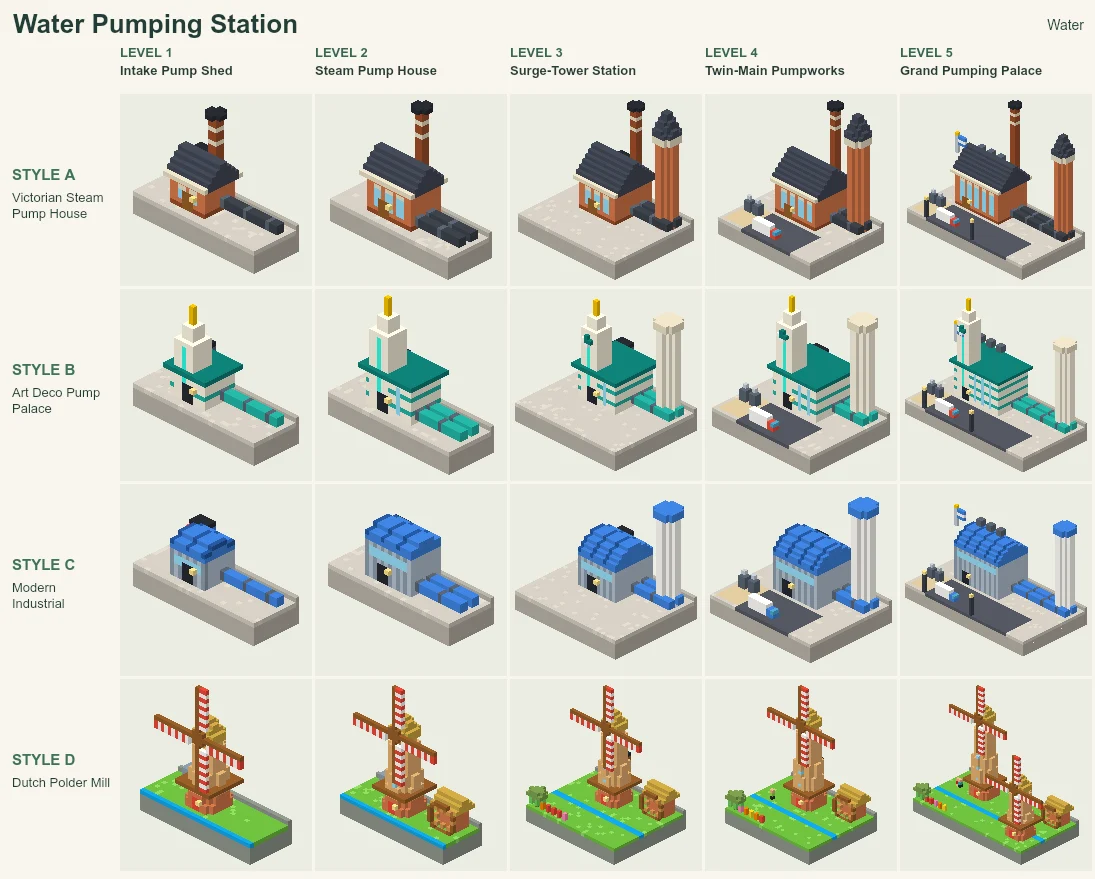 Water Pumping Station
Water
LEVEL 1
Intake Pump Shed
LEVEL 2
Steam Pump House
LEVEL 3
Surge-Tower Station
LEVEL 4
Twin-Main Pumpworks
LEVEL 5
Grand Pumping Palace
STYLE A
Victorian Steam
Pump House
STYLE B
Art Deco Pump
Palace
STYLE C
Modern
Industrial
STYLE D
Dutch Polder Mill